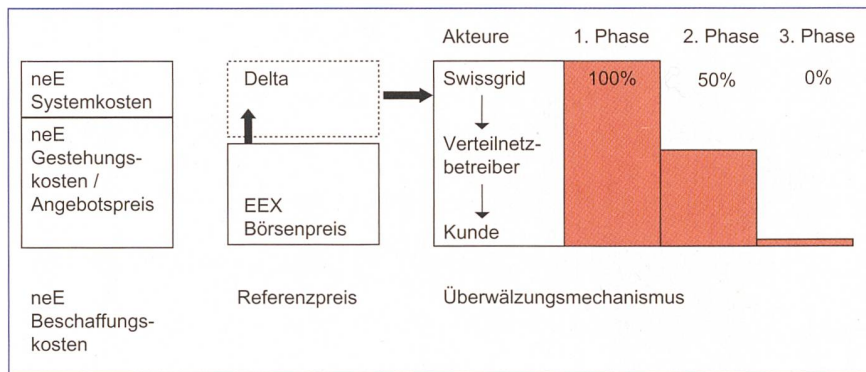 Akteure 1. Phase 2. Phase 3. Phase
neE
Systemkosten
neE
Gestehungs-
kosten /
Angebotspreis
neE
Beschaffungs-
kosten
Delta
EEX
Börsenpreis
Referenzpreis
Swissgrid
Verteilnetz-
betreiber
Kunde
100% 50% 0%
Überwälzungsmechanismus